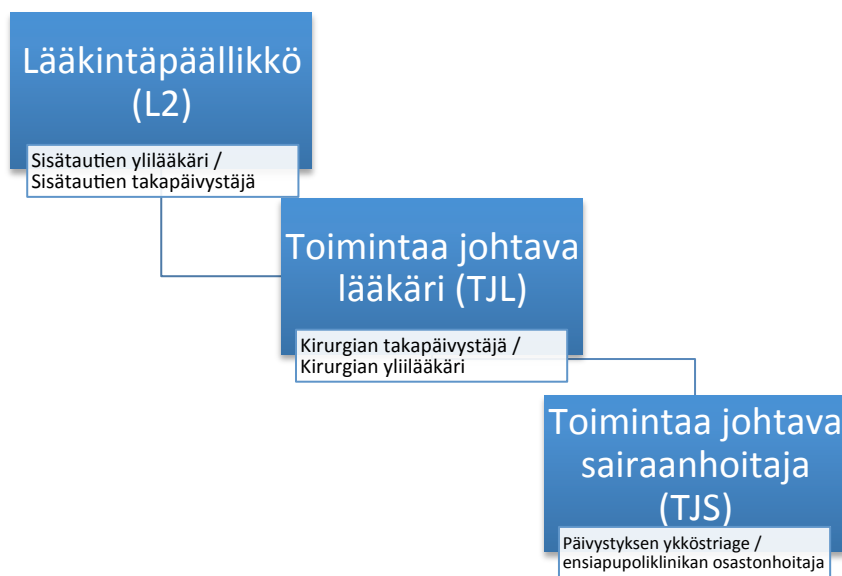 Lääkintäpäällikkö
(L2)
Sisätautien ylilääkäri /
Sisätautien takapäivystäjä
Toimintaa johtava
lääkäri (TJL)
Kirurgian takapäivystäjä /
Kirurgian yliilääkäri
Toimintaa johtava
sairaanhoitaja
(TJS)
Päivystyksen ykköstriage /
ensiapupoliklinikan osastonhoitaja